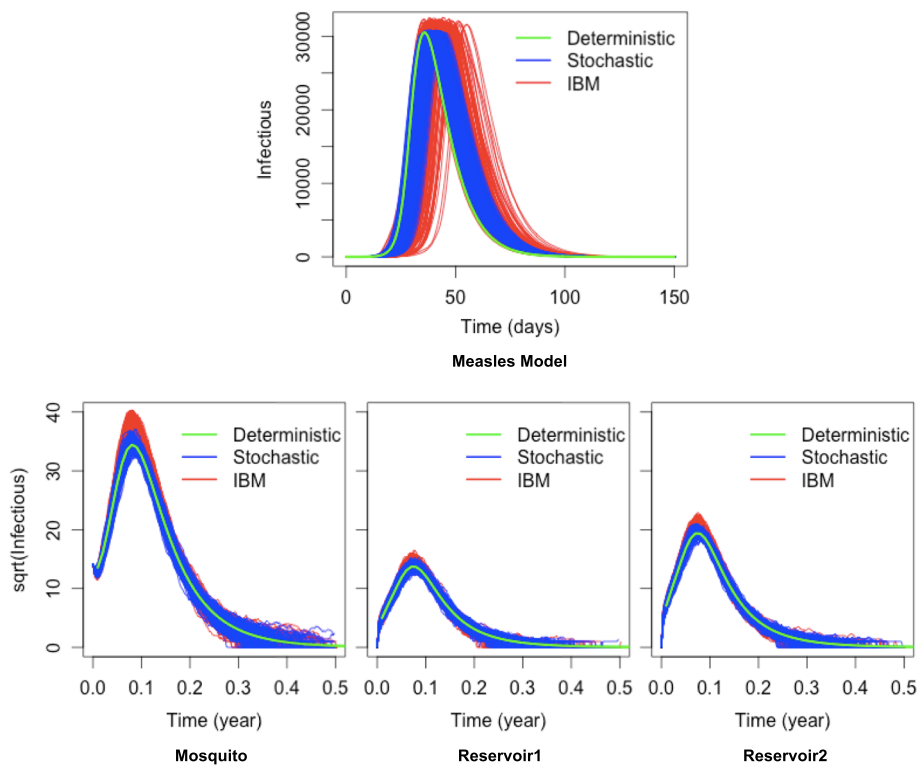 Infectious
30000
20000
10000
0
Deterministic
Stochastic
IBM
0 50 100 150
Time (days)
Measles Model
sqrt(Infectious)
40
30
20
10
0
Deterministic
Stochastic
IBM
0.0 0.1 0.2 0.3 0.4 0.5
Time (year)
Mosquito
Deterministic
Stochastic
IBM
0.0 0.1 0.2 0.3 0.4 0.5
Time (year)
Reservoir1
Deterministic
Stochastic
IBM
0.0 0.1 0.2 0.3 0.4 0.5
Time (year)
Reservoir2